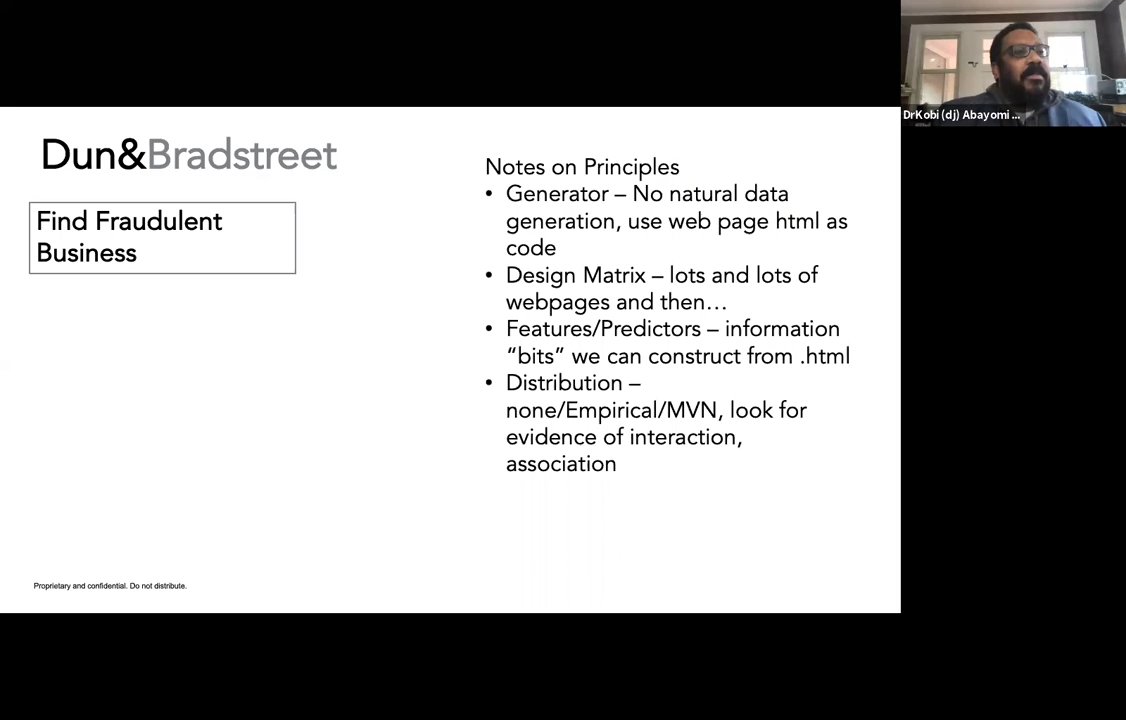 Dun&Bradstreet
Find Fraudulent
Business
Notes on Principles
• Generator – No natural data
generation, use web page html as
code
• Design Matrix – lots and lots of
webpages and then…
• Features/Predictors – information
“bits” we can construct from .html
• Distribution –
none/Empirical/MVN, look for
evidence of interaction,
association
Proprietary and confidential. Do not distribute.
DrKobi (dj) Abayomi ...